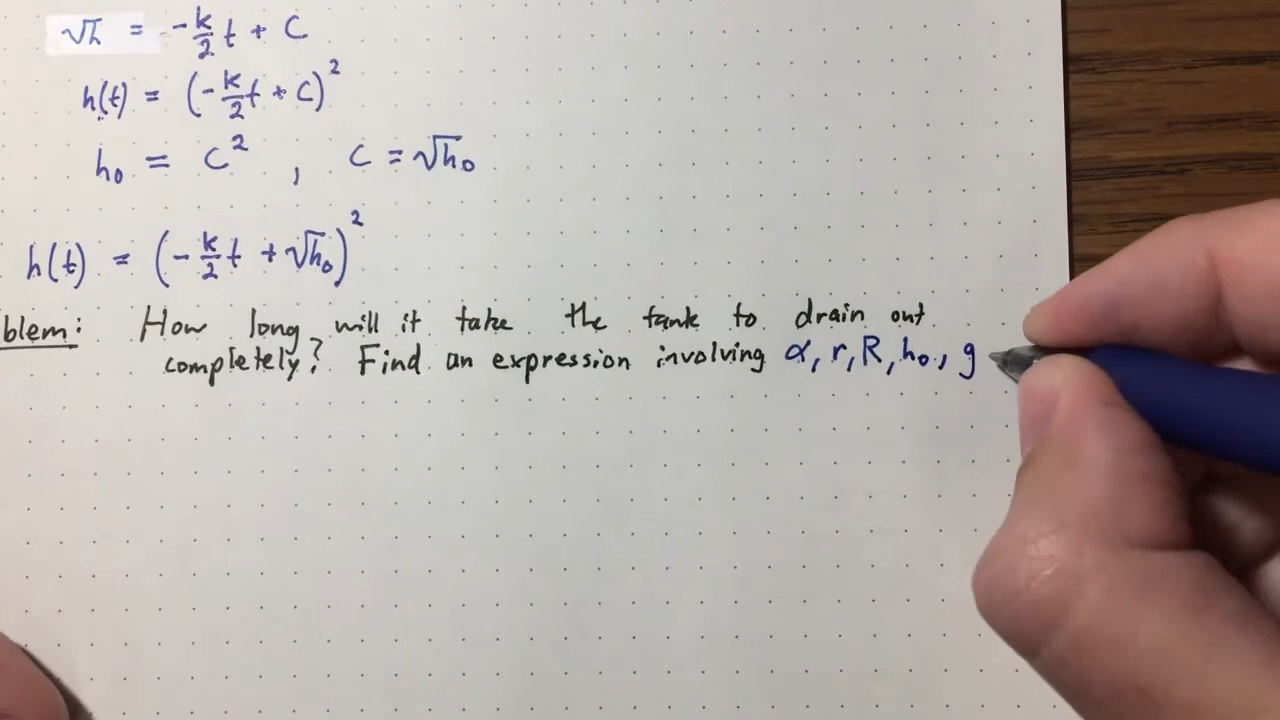 √h = -k/2 t + C
h(t) = (-k/2 t + C)²
h₀ = C² , C = √h₀
h(t) = (-k/2 t + √h₀)²
blem: How long will it take the tank to drain out
completely? Find an expression involving α, r, R, h₀, g